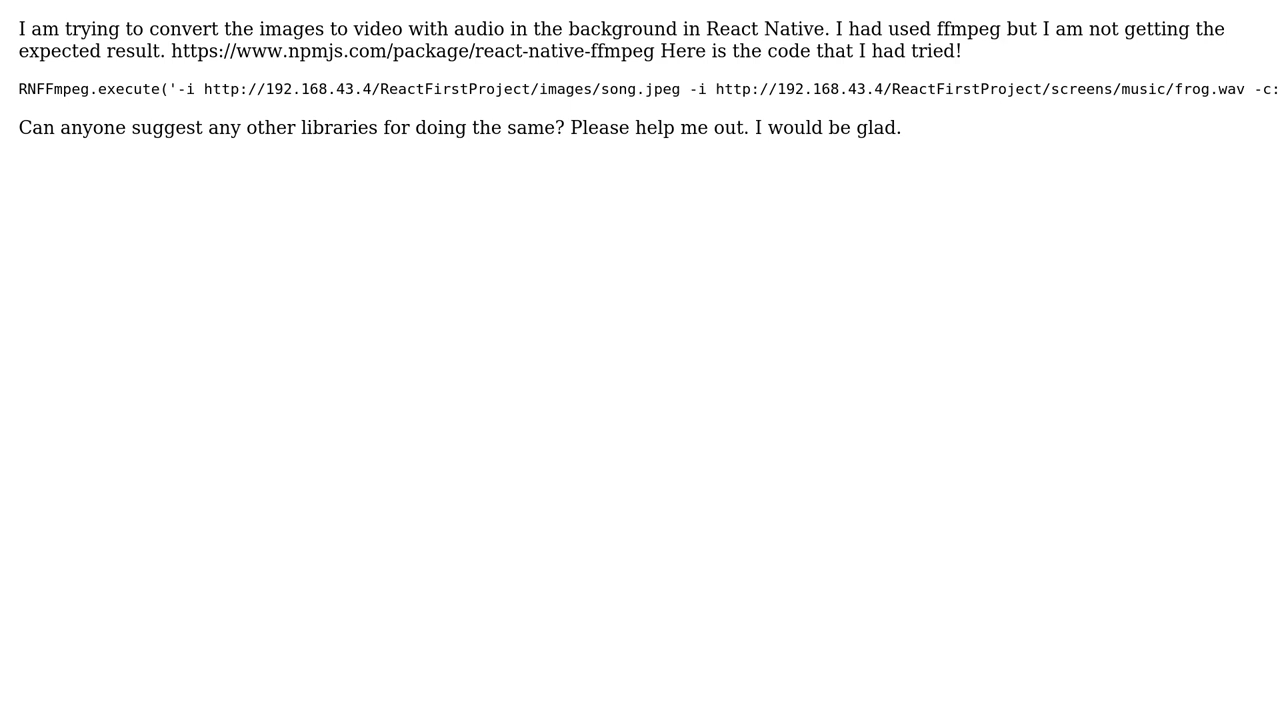 I am trying to convert the images to video with audio in the background in React Native. I had used ffmpeg but I am not getting the
expected result. https://www.npmjs.com/package/react-native-ffmpeg Here is the code that I had tried!
RNFFmpeg.execute('-i http://192.168.43.4/ReactFirstProject/images/song.jpeg -i http://192.168.43.4/ReactFirstProject/screens/music/frog.wav -c:
Can anyone suggest any other libraries for doing the same? Please help me out. I would be glad.